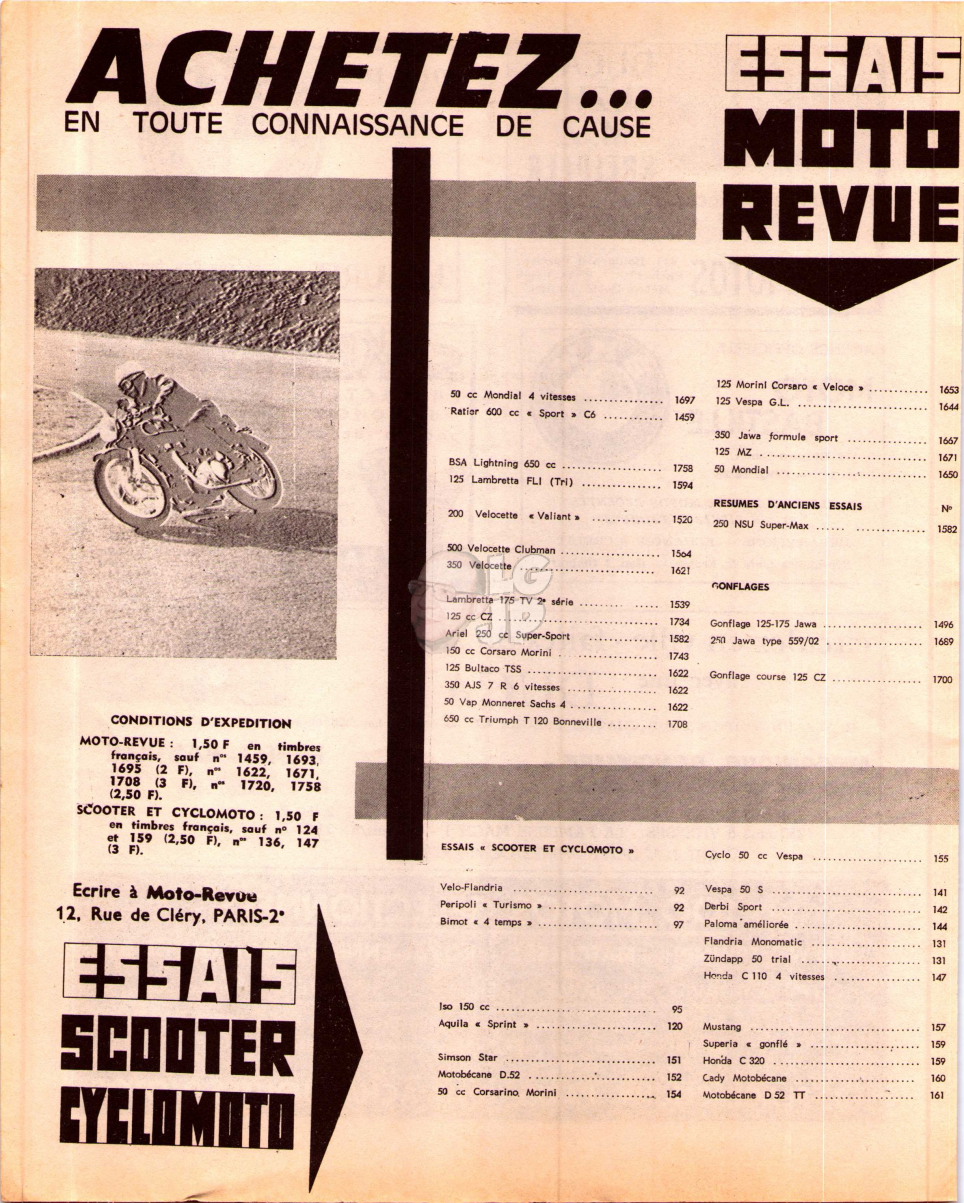 ACHETEZ...
EN TOUTE CONNAISSANCE DE CAUSE
ESSAIS
MOTO
REVUE
50 cc Mondial 4 vitesses ................ 1697
Ratier 600 cc « Sport » C6 ............ 1459
BSA Lightning 650 cc .................... 1758
125 Lambretta FLI (Tri) ................ 1594
200 Velocette « Valiant » .............. 1520
500 Velocette Clubman .................... 1564
350 Velocette ............................ 1621
Lambretta 175 TV 2e série ......... ..... 1539
125 cc CZ ................................ 1734
Ariel 250 cc Super-Sport .............. 1582
150 cc Corsaro Morini . .................. 1743
125 Bultaco TSS .......................... 1622
350 AJS 7 R 6 vitesses .................. 1622
50 Vap Monneret Sachs 4 .................. 1622
650 cc Triumph T 120 Bonneville .......... 1708
125 Morini Corsaro « Veloce » .......... 1653
125 Vespa G.L. .......................... 1644
350 Jawa formule sport .................. 1667
125 MZ .................................. 1671
50 Mondial .............................. 1650
RESUMES D'ANCIENS ESSAIS No
250 NSU Super-Max ...... .............. 1582
GONFLAGES
Gonflage 125-175 Jawa .................. 1496
250 Jawa type 559/02 .................... 1689
Gonflage course 125 CZ .................. 1700
CONDITIONS D'EXPEDITION
MOTO-REVUE : 1,50 F en timbres
français, sauf nos 1459, 1693,
1695 (2 F), nos 1622, 1671,
1708 (3 F), nos 1720, 1758
(2,50 F).
SCOOTER ET CYCLOMOTO : 1,50 F
en timbres français, sauf no 124
et 159 (2,50 F), nos 136, 147
(3 F).
Ecrire à Moto-Revue
12, Rue de Cléry, PARIS-2e
ESSAIS
SCOOTER
CYCLOMOTO
ESSAIS « SCOOTER ET CYCLOMOTO »
Velo-Flandria ............................ 92
Peripoli « Turismo » .................... 92
Bimot « 4 temps » ........................ 97
Iso 150 cc ................................ 95
Aquila « Sprint » ........................ 120
Simson Star .............................. 151
Motobécane D.52 .......................... 152
50 cc Corsarino Morini .................. 154
Cyclo 50 cc Vespa ...................... 155
Vespa 50 S .............................. 141
Derbi Sport .............................. 142
Paloma améliorée ........................ 144
Flandria Monomatic ...................... 131
Zündapp 50 trial ........................ 131
Honda C 110 4 vitesses .................. 147
Mustang .................................. 157
Superia « gonflé » ...................... 159
Honda C 320 .............................. 159
Cady Motobécane ........................ 160
Motobécane D 52 TT .................... 161
LG
JP